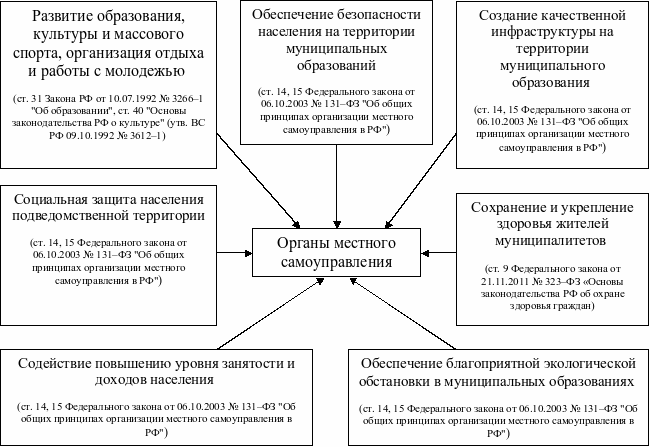 Развитие образования,
культуры и массового
спорта, организация отдыха
и работы с молодежью
(ст. 31 Закона РФ от 10.07.1992 № 3266–1
"Об образовании", ст. 40 "Основы
законодательства РФ о культуре" (утв. ВС
РФ 09.10.1992 № 3612–1)
Обеспечение безопасности
населения на территории
муниципальных
образований
(ст. 14, 15 Федерального закона от
06.10.2003 № 131–ФЗ "Об общих
принципах организации местного
самоуправления в РФ")
Создание качественной
инфраструктуры на
территории
муниципального
образования
(ст. 14, 15 Федерального закона от
06.10.2003 № 131–ФЗ "Об общих
принципах организации местного
самоуправления в РФ")
Социальная защита населения
подведомственной территории
(ст. 14, 15 Федерального закона от
06.10.2003 № 131–ФЗ "Об общих
принципах организации местного
самоуправления в РФ")
Органы местного
самоуправления
Сохранение и укрепление
здоровья жителей
муниципалитетов
(ст. 9 Федерального закона от
21.11.2011 № 323–ФЗ «Основы
законодательства РФ об охране
здоровья граждан)
Содействие повышению уровня занятости и
доходов населения
(ст. 14, 15 Федерального закона от 06.10.2003 № 131–ФЗ "Об
общих принципах организации местного самоуправления в
РФ")
Обеспечение благоприятной экологической
обстановки в муниципальных образованиях
(ст. 14, 15 Федерального закона от 06.10.2003 № 131–ФЗ "Об
общих принципах организации местного самоуправления в
РФ")